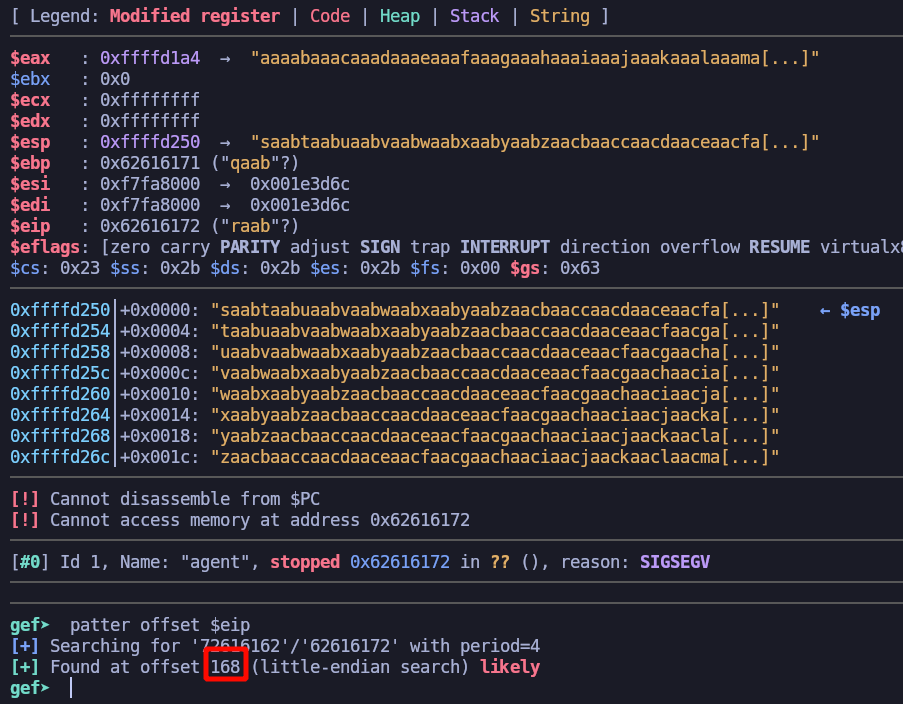 [ Legend: Modified register | Code | Heap | Stack | String ]
$eax   : 0xffffd1a4  →  "aaaabaaacaaadaaaeaaafaaagaaahaaaiaaajaaakaaalaaama[...]"
$ebx   : 0x0
$ecx   : 0xffffffff
$edx   : 0xffffffff
$esp   : 0xffffd250  →  "saabtaabuaabvaabwaabxaabyaabzaacbaaccaacdaaceaacfa[...]"
$ebp   : 0x62616171 ("qaab"?)
$esi   : 0xf7fa8000  →  0x001e3d6c
$edi   : 0xf7fa8000  →  0x001e3d6c
$eip   : 0x62616172 ("raab"?)
$eflags: [zero carry PARITY adjust SIGN trap INTERRUPT direction overflow RESUME virtualx8
$cs: 0x23 $ss: 0x2b $ds: 0x2b $es: 0x2b $fs: 0x00 $gs: 0x63
0xffffd250│+0x0000: "saabtaabuaabvaabwaabxaabyaabzaacbaaccaacdaaceaacfa[...]"    ← $esp
0xffffd254│+0x0004: "taabuaabvaabwaabxaabyaabzaacbaaccaacdaaceaacfaacga[...]"
0xffffd258│+0x0008: "uaabvaabwaabxaabyaabzaacbaaccaacdaaceaacfaacgaacha[...]"
0xffffd25c│+0x000c: "vaabwaabxaabyaabzaacbaaccaacdaaceaacfaacgaachaacia[...]"
0xffffd260│+0x0010: "waabxaabyaabzaacbaaccaacdaaceaacfaacgaachaaciaacja[...]"
0xffffd264│+0x0014: "xaabyaabzaacbaaccaacdaaceaacfaacgaachaaciaacjaacka[...]"
0xffffd268│+0x0018: "yaabzaacbaaccaacdaaceaacfaacgaachaaciaacjaackaacla[...]"
0xffffd26c│+0x001c: "zaacbaaccaacdaaceaacfaacgaachaaciaacjaackaaclaacma[...]"
[!] Cannot disassemble from $PC
[!] Cannot access memory at address 0x62616172
[#0] Id 1, Name: "agent", stopped 0x62616172 in ?? (), reason: SIGSEGV
gef➤  patter offset $eip
[+] Searching for '72616162'/'62616172' with period=4
[+] Found at offset 168 (little-endian search) likely
gef➤